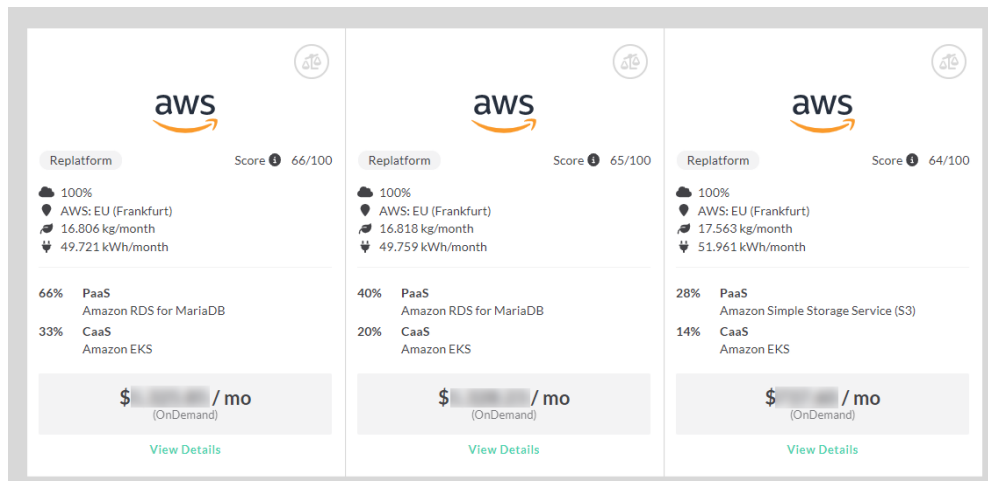 aws
Replatform Score 66/100
100%
AWS: EU (Frankfurt)
16.806 kg/month
49.721 kWh/month
66% PaaS
Amazon RDS for MariaDB
33% CaaS
Amazon EKS
$ / mo
(OnDemand)
View Details
aws
Replatform Score 65/100
100%
AWS: EU (Frankfurt)
16.818 kg/month
49.759 kWh/month
40% PaaS
Amazon RDS for MariaDB
20% CaaS
Amazon EKS
$ / mo
(OnDemand)
View Details
aws
Replatform Score 64/100
100%
AWS: EU (Frankfurt)
17.563 kg/month
51.961 kWh/month
28% PaaS
Amazon Simple Storage Service (S3)
14% CaaS
Amazon EKS
$ / mo
(OnDemand)
View Details